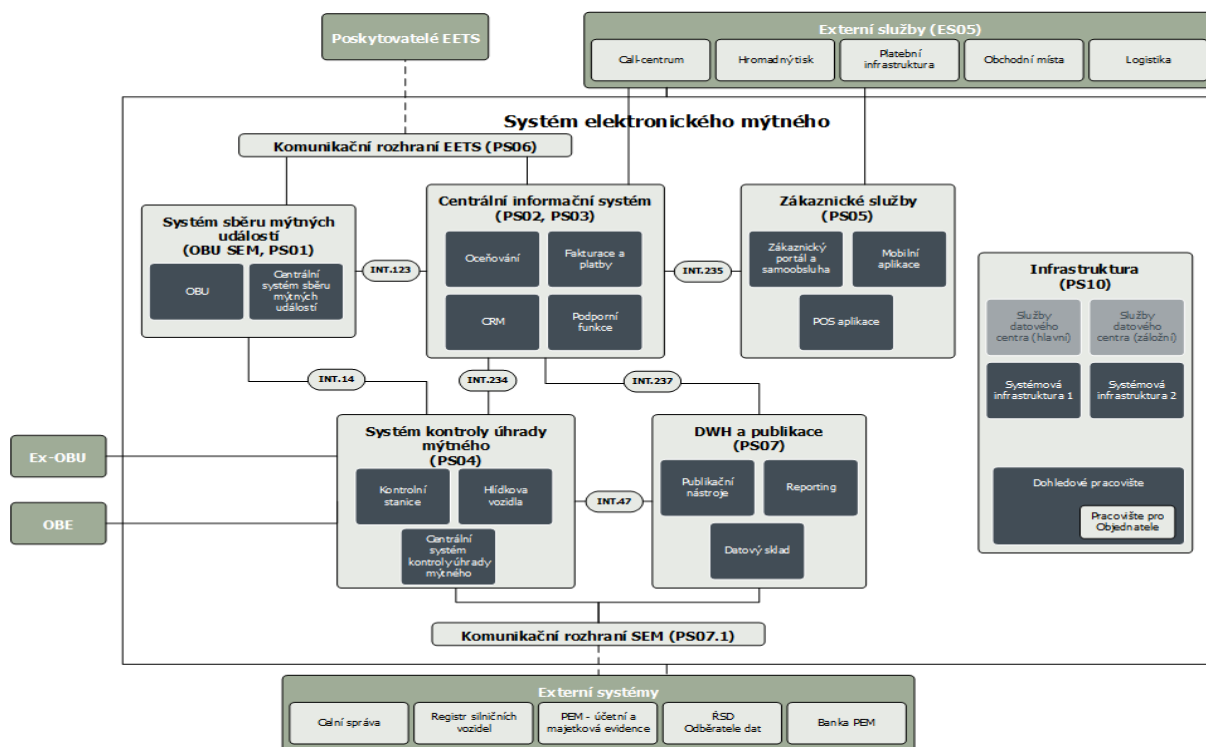 Poskytovatelé EETS
Externí služby (ES05)
Call-centrum
Hromadný tisk
Platební
infrastruktura
Obchodní místa
Logistika
Systém elektronického mýtného
Komunikační rozhraní EETS (PS06)
Systém sběru mýtných
událostí
(OBU SEM, PS01)
OBU
Centrální
systém sběru
mýtných
událostí
INT.123
Centrální informační systém
(PS02, PS03)
Oceňování
Fakturace a
platby
CRM
Podporní
funkce
INT.235
Zákaznické služby
(PS05)
Zákaznický
portál a
samoobsluha
Mobilní
aplikace
POS aplikace
Infrastruktura
(PS10)
Služby
datového
centra (hlavní)
Služby
datového
centra (záložní)
Systémová
infrastruktura 1
Systémová
infrastruktura 2
Dohledové pracoviště
Pracoviště pro
Objednatele
INT.14
INT.234
INT.237
Ex-OBU
OBE
Systém kontroly úhrady
mýtného
(PS04)
Kontrolní
stanice
Hlídkova
vozidla
Centrální
systém
kontroly úhrady
mýtného
INT.47
DWH a publikace
(PS07)
Publikační
nástroje
Reporting
Datový sklad
Komunikační rozhraní SEM (PS07.1)
Externí systémy
Celní správa
Registr silničních
vozidel
PEM - účetní a
majetková evidence
ŘSD
Odběratele dat
Banka PEM